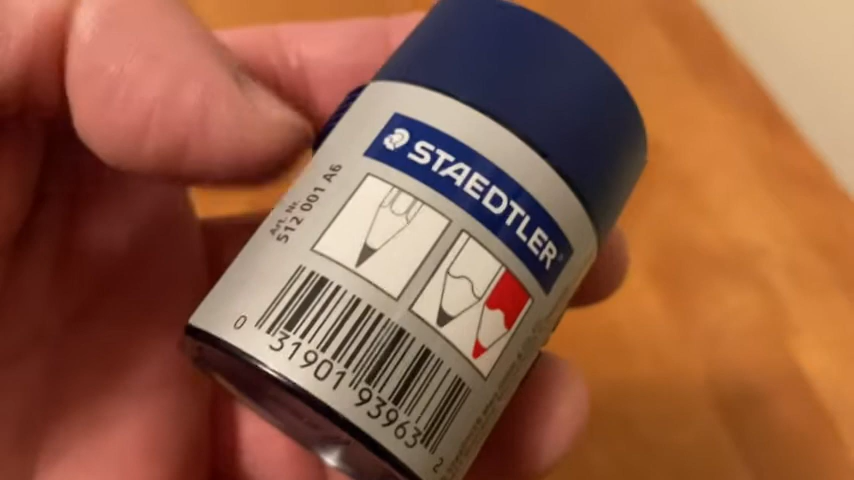 STAEDTLER®
Art. Nr.
512 001 A6
0 31901 93963 2